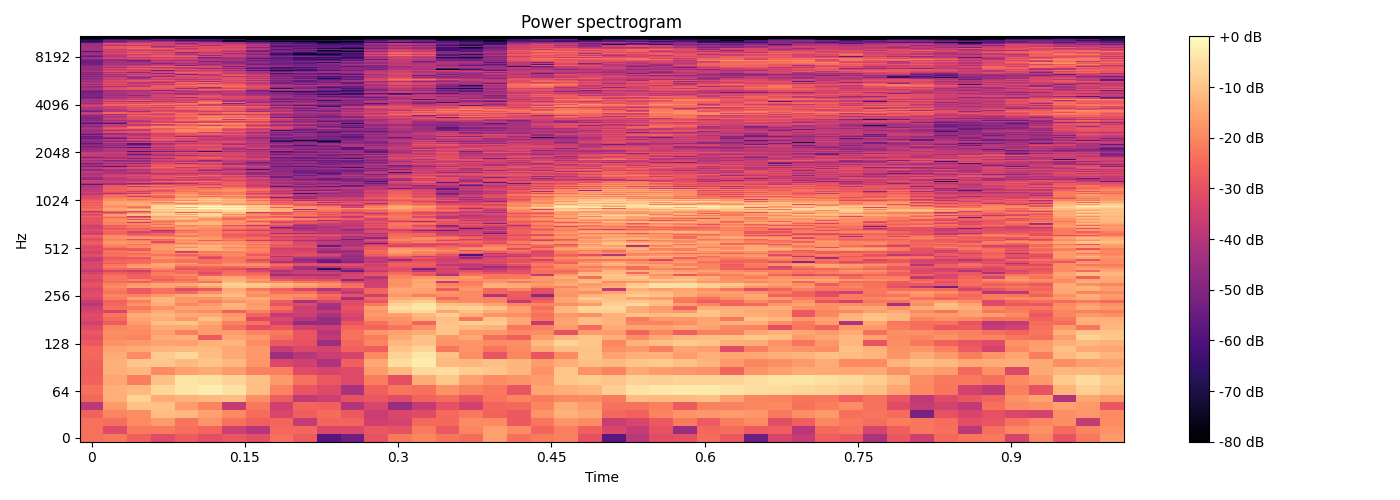 Power spectrogram
Hz
8192
4096
2048
1024
512
256
128
64
0
0 0.15 0.3 0.45 0.6 0.75 0.9
Time
+0 dB
-10 dB
-20 dB
-30 dB
-40 dB
-50 dB
-60 dB
-70 dB
-80 dB